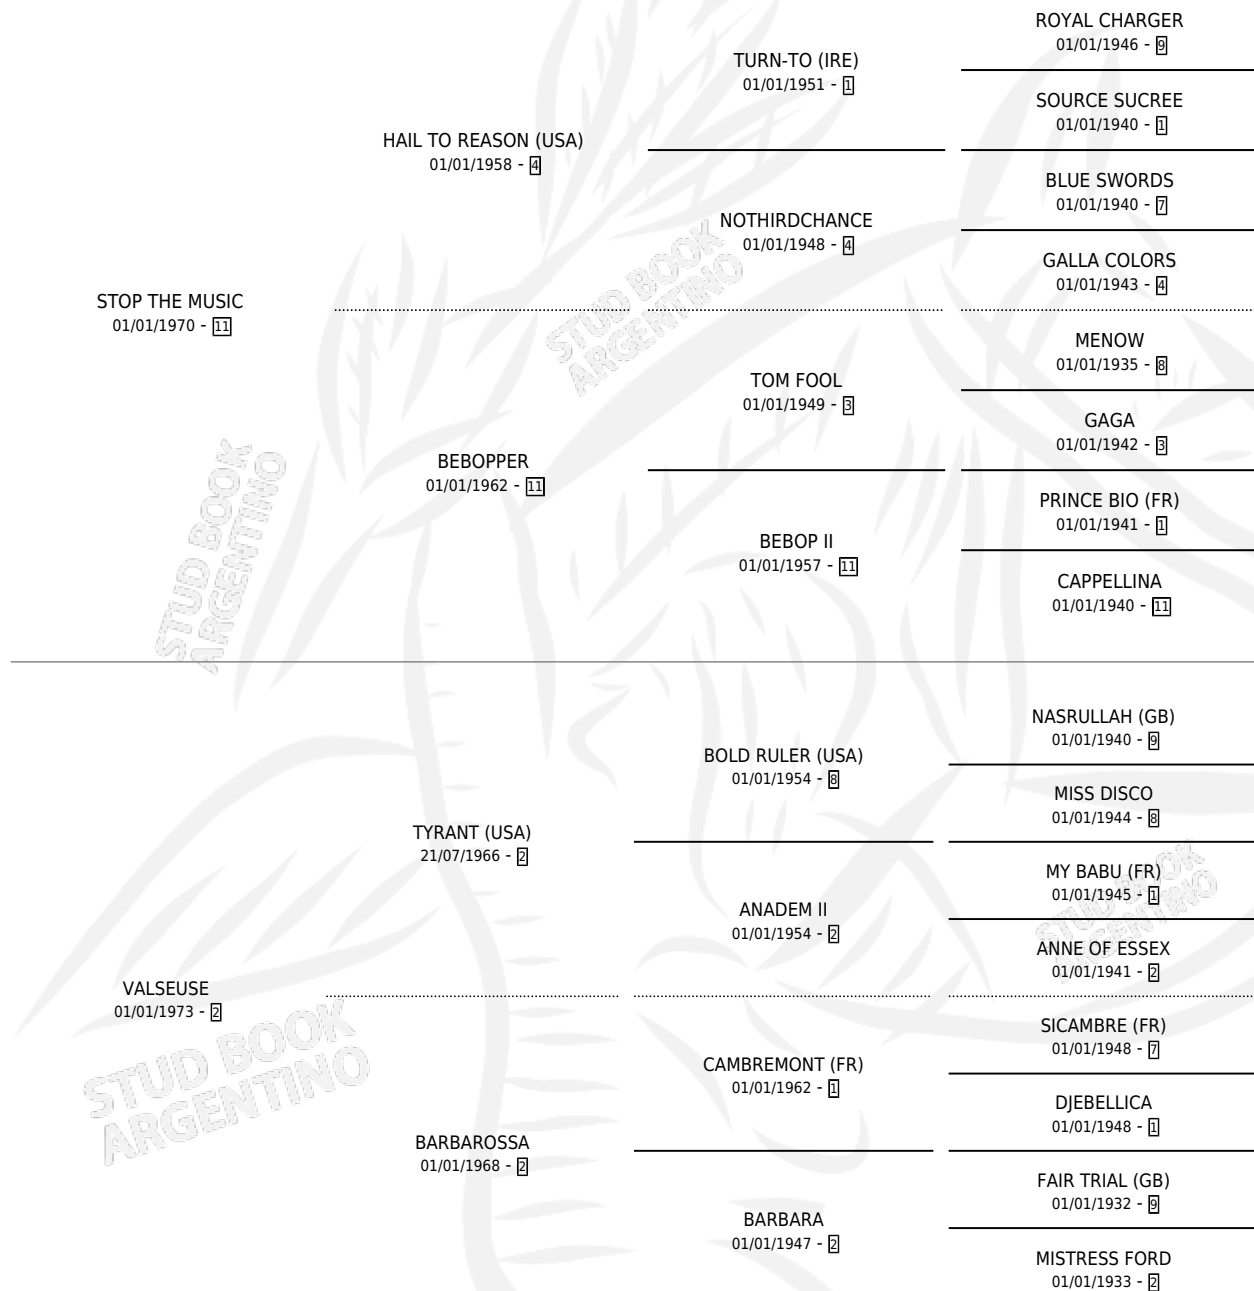 ROYAL CHARGER
01/01/1946 - 9
TURN-TO (IRE)
01/01/1951 - 1
SOURCE SUCREE
01/01/1940 - 1
HAIL TO REASON (USA)
01/01/1958 - 4
BLUE SWORDS
01/01/1940 - 7
NOTHIRDCHANCE
01/01/1948 - 4
GALLA COLORS
01/01/1943 - 4
STOP THE MUSIC
01/01/1970 - 11
MENOW
01/01/1935 - 8
TOM FOOL
01/01/1949 - 3
GAGA
01/01/1942 - 3
BEBOPPER
01/01/1962 - 11
PRINCE BIO (FR)
01/01/1941 - 1
BEBOP II
01/01/1957 - 11
CAPPELLINA
01/01/1940 - 11
NASRULLAH (GB)
01/01/1940 - 9
BOLD RULER (USA)
01/01/1954 - 8
MISS DISCO
01/01/1944 - 8
TYRANT (USA)
21/07/1966 - 2
MY BABU (FR)
01/01/1945 - 1
ANADEM II
01/01/1954 - 2
ANNE OF ESSEX
01/01/1941 - 2
VALSEUSE
01/01/1973 - 2
SICAMBRE (FR)
01/01/1948 - 7
CAMBREMONT (FR)
01/01/1962 - 1
DJEBELLICA
01/01/1948 - 1
BARBAROSSA
01/01/1968 - 2
FAIR TRIAL (GB)
01/01/1932 - 9
BARBARA
01/01/1947 - 2
MISTRESS FORD
01/01/1933 - 2
STUD BOOK
ARGENTINO
STUD BOOK
ARGENTINO
STUD BOOK
ARGENTINO
STUD BOOK
ARGENTINO